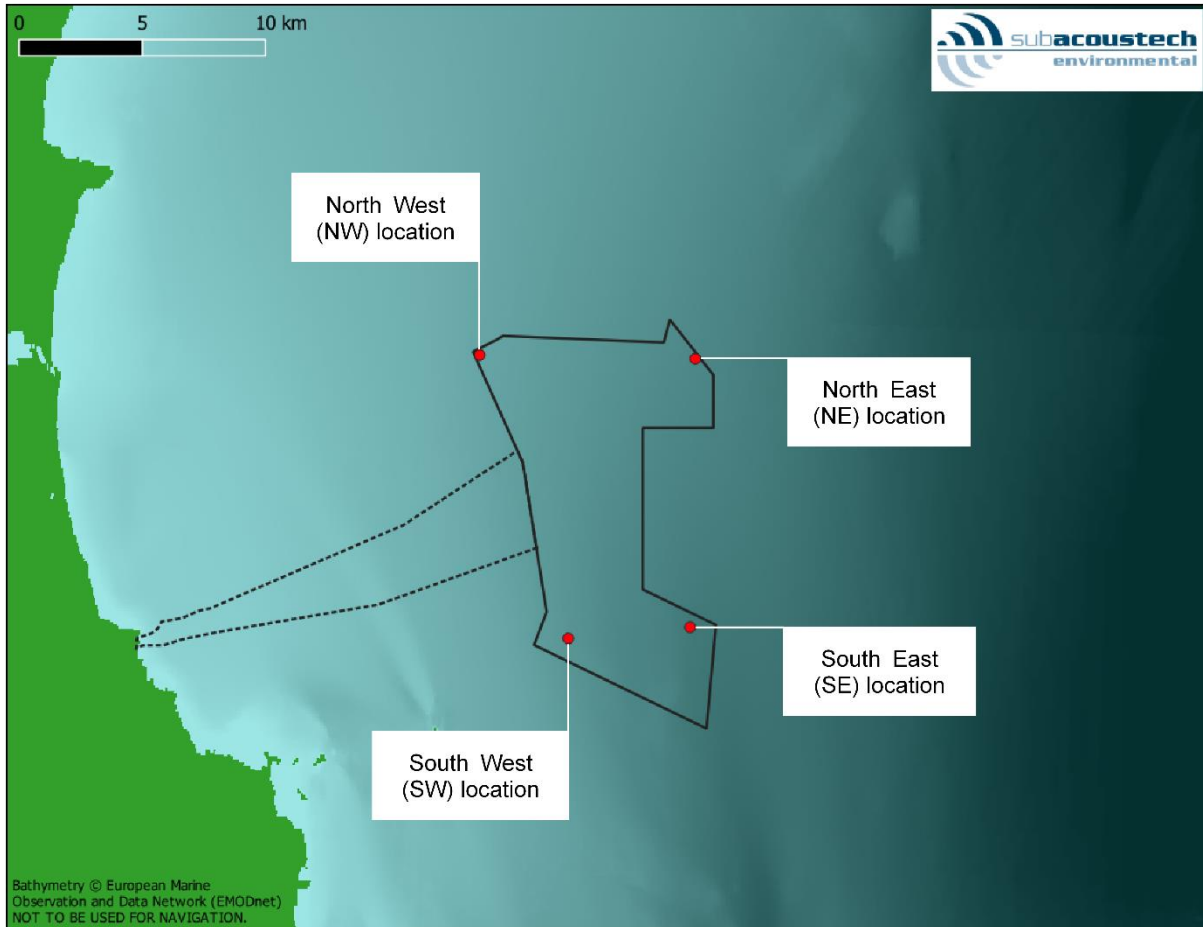 0 5 10 km
subacoustech
environmental
North West
(NW) location
North East
(NE) location
South East
(SE) location
South West
(SW) location
Bathymetry © European Marine
Observation and Data Network (EMODnet)
NOT TO BE USED FOR NAVIGATION.